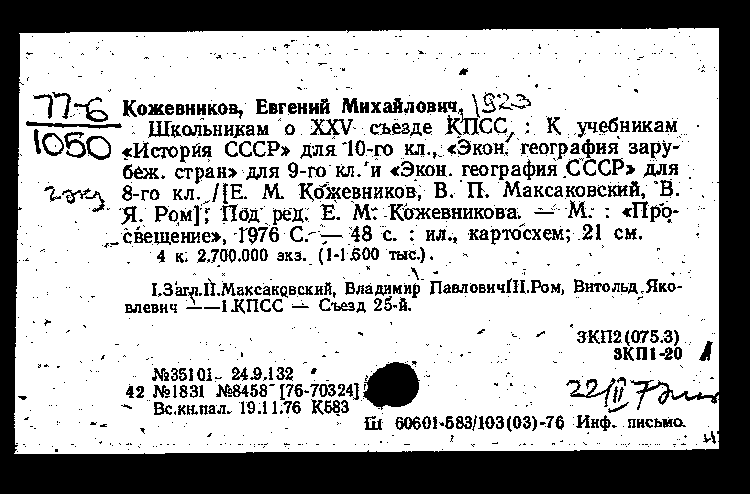 77-6 Кожевников, Евгений Михайлович, 1923
1050 Школьникам о XXV съезде КПСС, : К учебникам
«История СССР» для 10-го кл., «Экон. география зару-
беж. стран» для 9-го кл. и «Экон. география СССР» для
2 экз 8-го кл. /[Е. М. Кожевников, В. П. Максаковский, В.
Я. Ром]; Под ред. Е. М. Кожевникова. — М. : «Про-
свещение», 1976 С. — 48 с. : ил., картосхем; 21 см.
4 к. 2.700.000 экз. (1-1.600 тыс.).
I.Загл.II.Максаковский, Владимир ПавловичIII.Ром, Витольд Яко-
влевич ——1.КПСС — Съезд 25-й.
3КП2(075.3)
3КП1-20
№35101 24.9.132
42 №1831 №8458 [76-70324]
Вс.кн.пал. 19.11.76 К583
22/II 77
Ш 60601-583/103(03)-76 Инф. письмо.